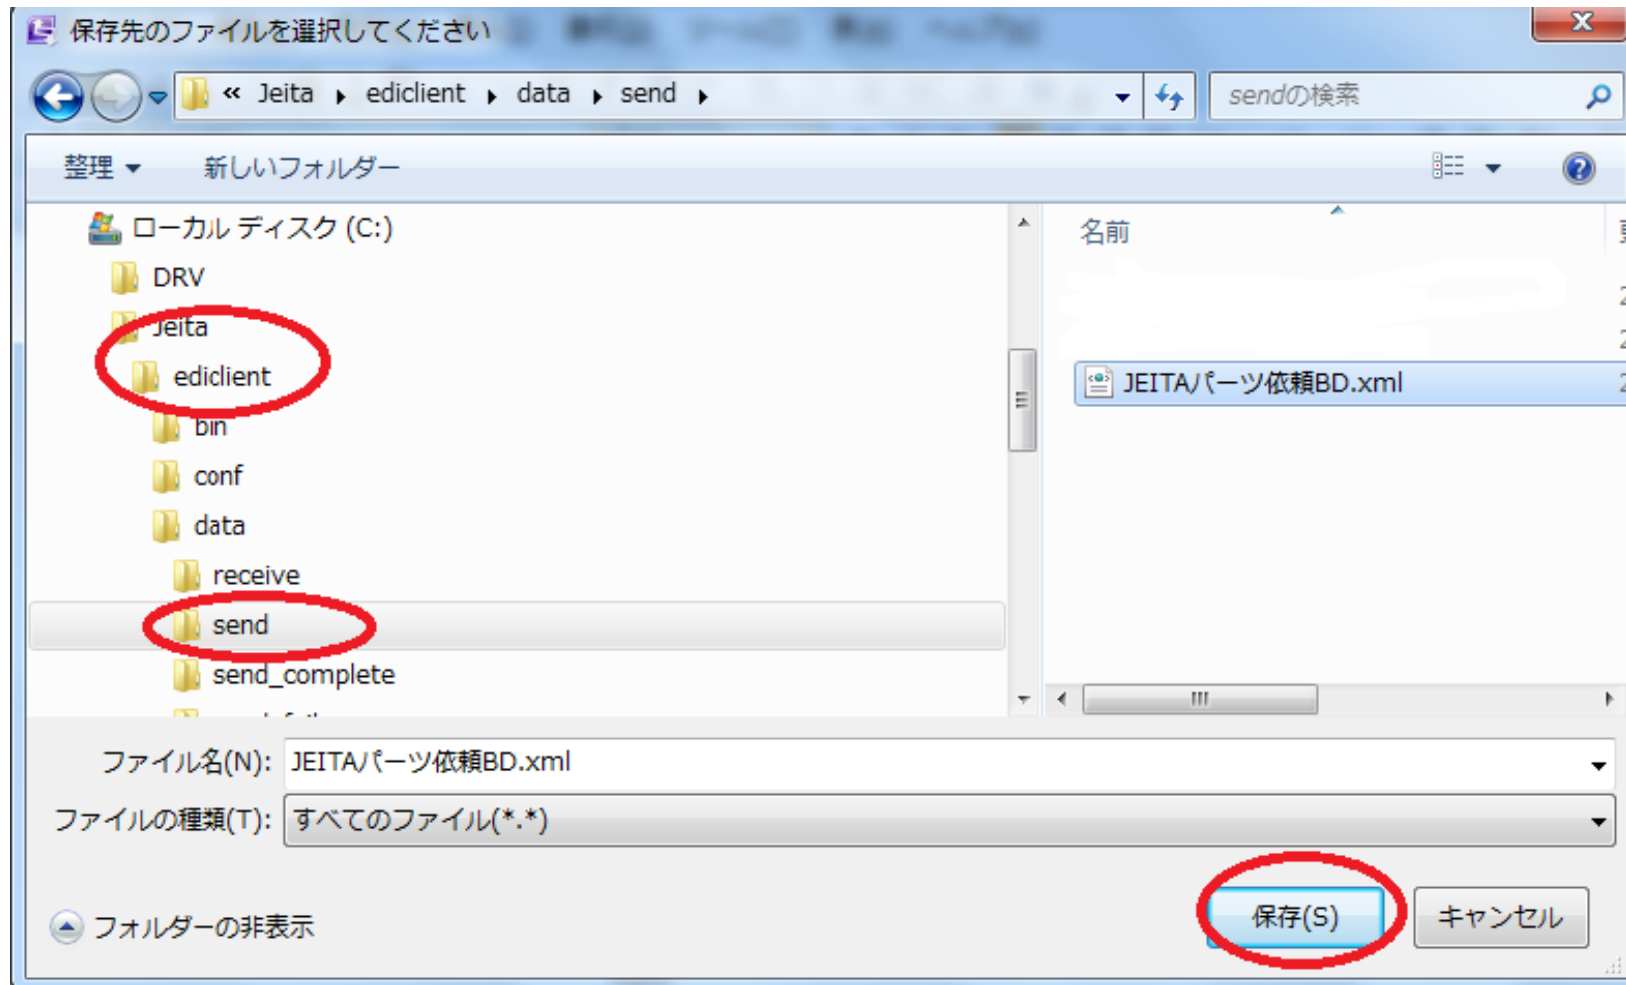 保存先のファイルを選択してください
« Jeita ediclient data send
sendの検索
整理
新しいフォルダー
ローカル ディスク (C:)
DRV
Jeita
ediclient
bin
conf
data
receive
send
send_complete
名前
JEITAパーツ依頼BD.xml
ファイル名(N): JEITAパーツ依頼BD.xml
ファイルの種類(T): すべてのファイル(*.*)
フォルダーの非表示
保存(S)
キャンセル